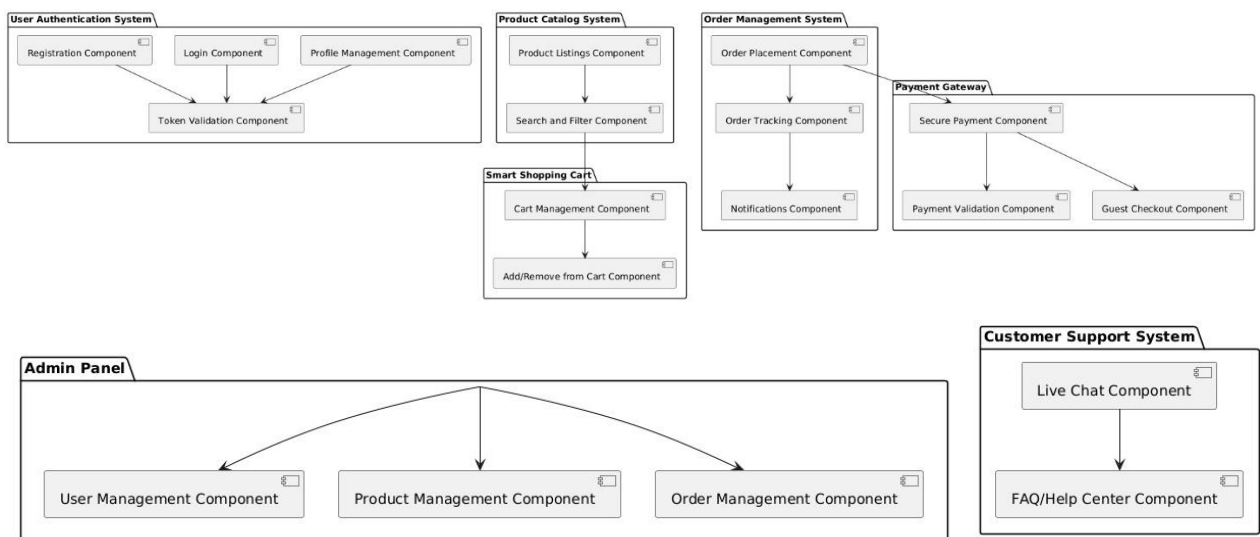 User Authentication System
Registration Component
Login Component
Profile Management Component
Token Validation Component
Product Catalog System
Product Listings Component
Search and Filter Component
Smart Shopping Cart
Cart Management Component
Add/Remove from Cart Component
Order Management System
Order Placement Component
Order Tracking Component
Notifications Component
Payment Gateway
Secure Payment Component
Payment Validation Component
Guest Checkout Component
Admin Panel
User Management Component
Product Management Component
Order Management Component
Customer Support System
Live Chat Component
FAQ/Help Center Component